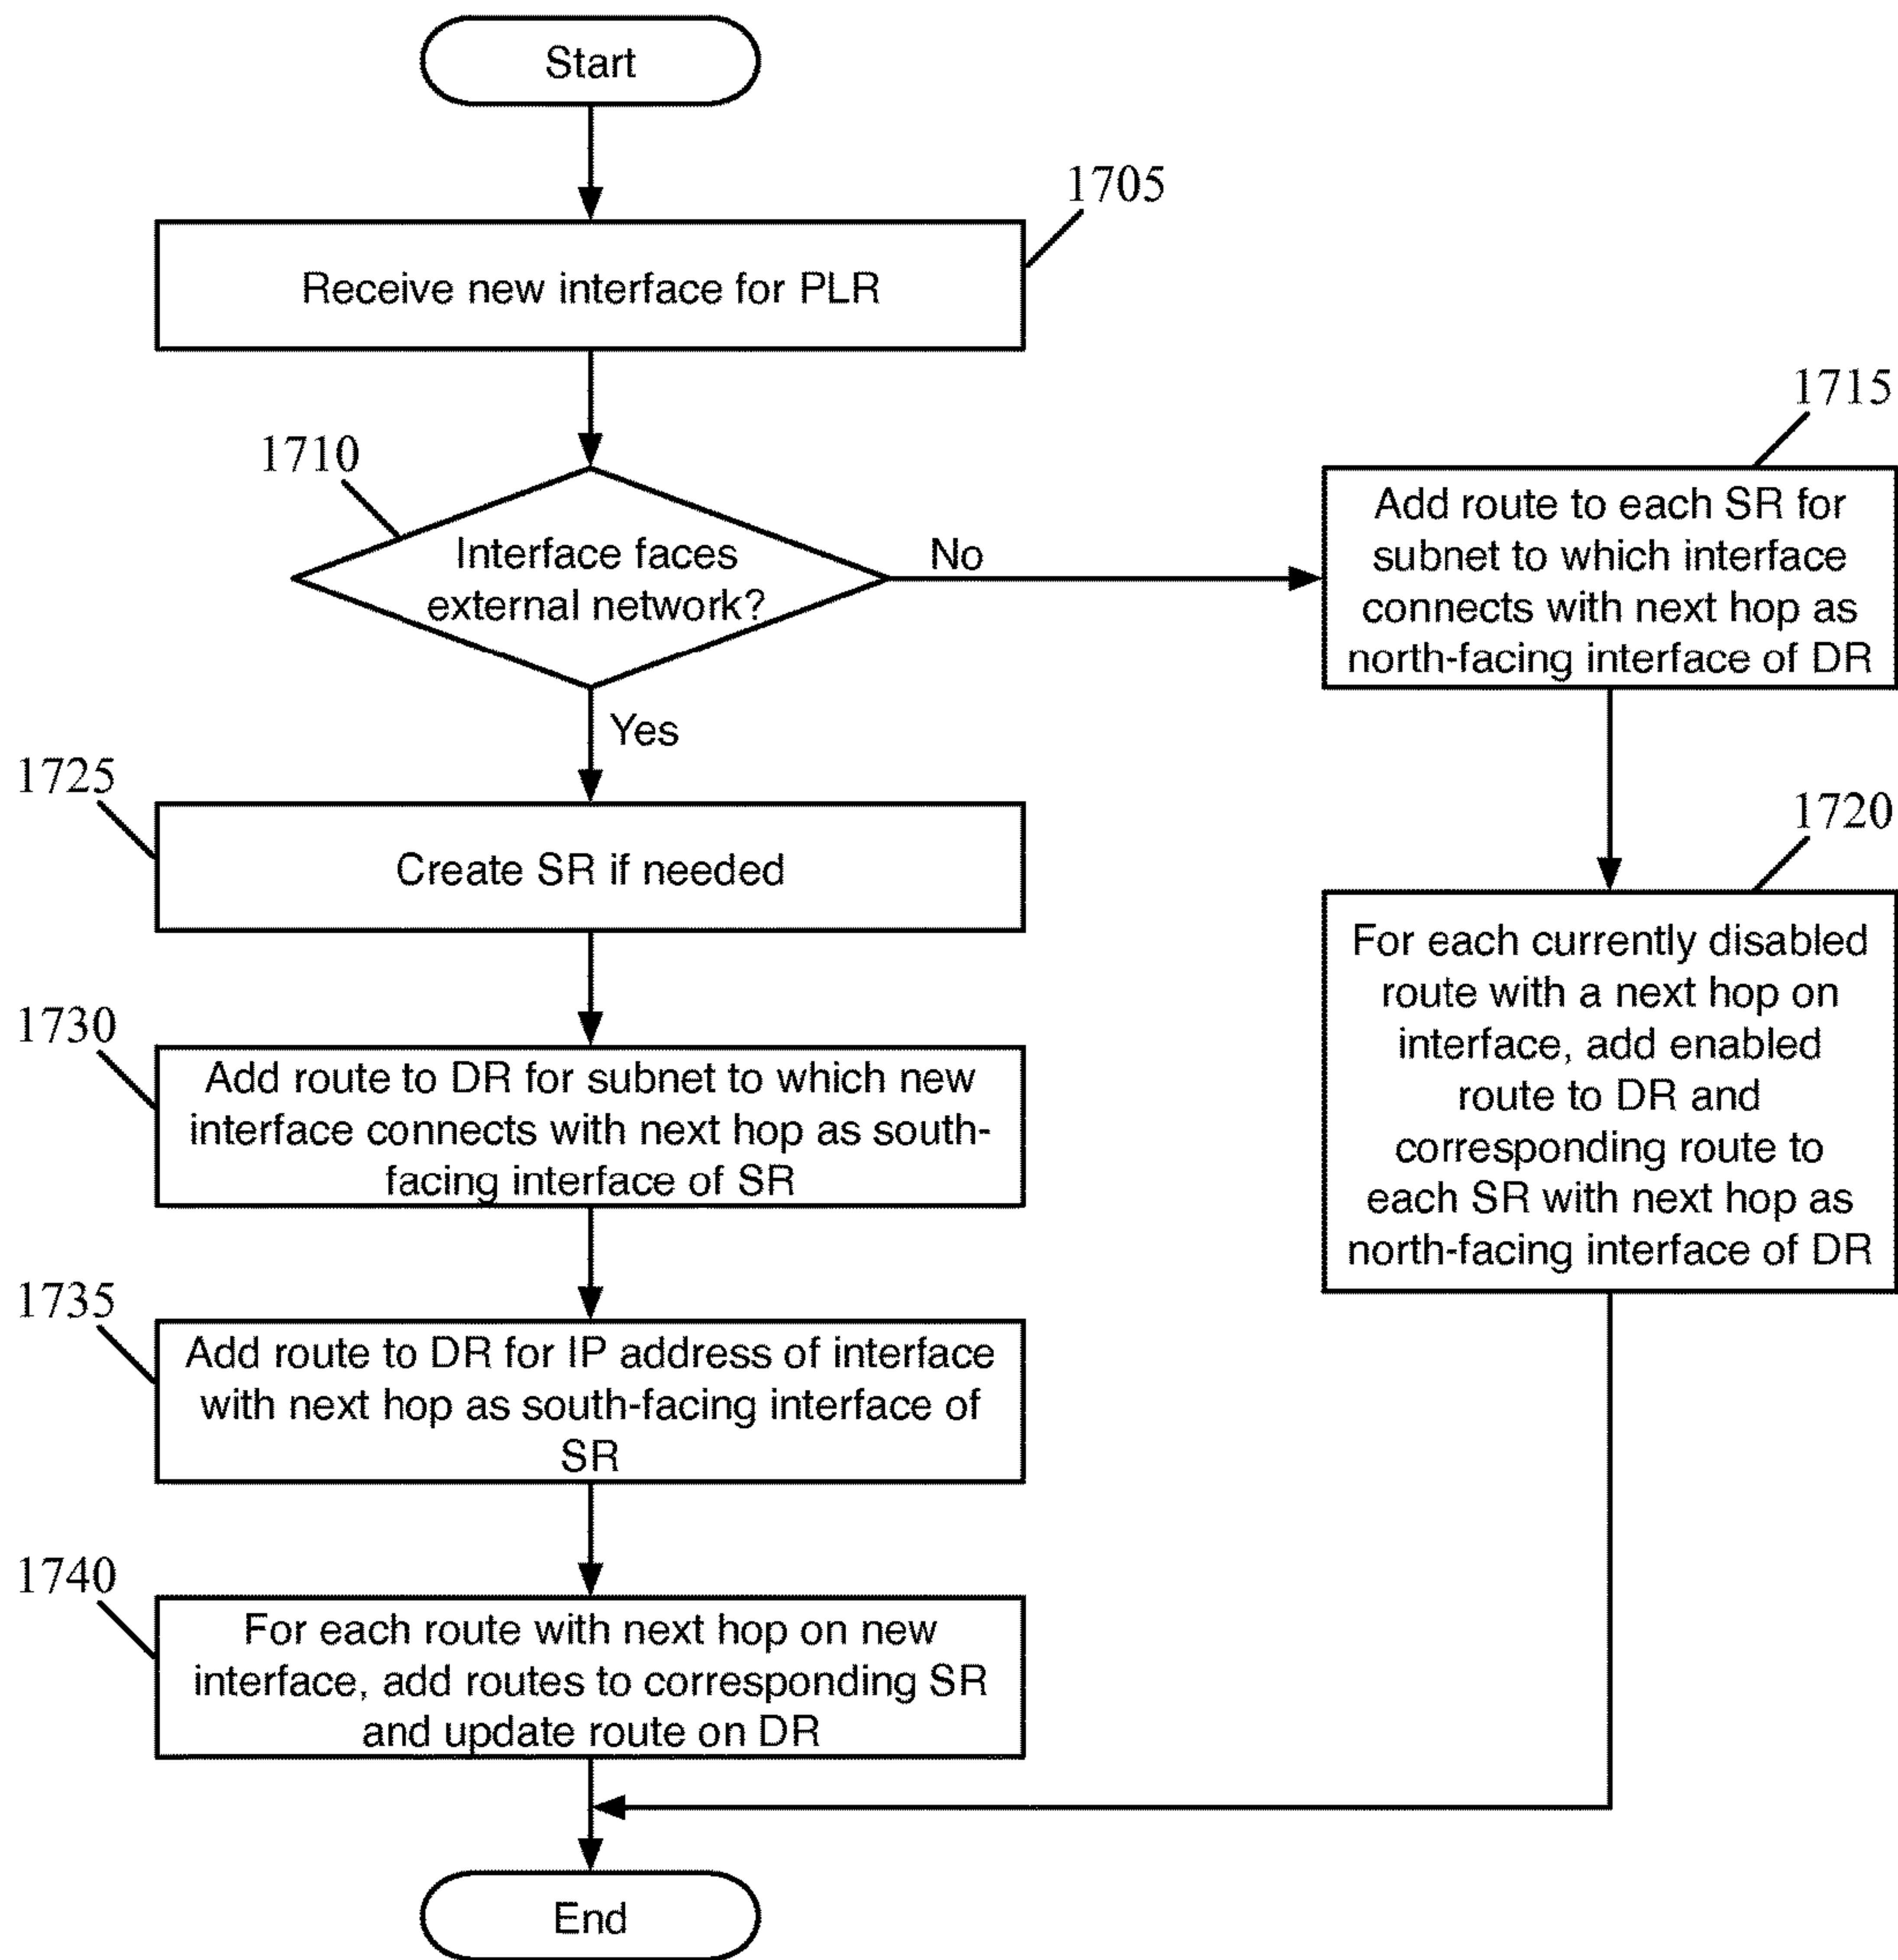 Start
1705
Receive new interface for PLR
1710
Interface faces
external network?
No
Yes
1715
Add route to each SR for
subnet to which interface
connects with next hop as
north-facing interface of DR
1720
For each currently disabled
route with a next hop on
interface, add enabled
route to DR and
corresponding route to
each SR with next hop as
north-facing interface of DR
1725
Create SR if needed
1730
Add route to DR for subnet to which new
interface connects with next hop as south-
facing interface of SR
1735
Add route to DR for IP address of interface
with next hop as south-facing interface of
SR
1740
For each route with next hop on new
interface, add routes to corresponding SR
and update route on DR
End